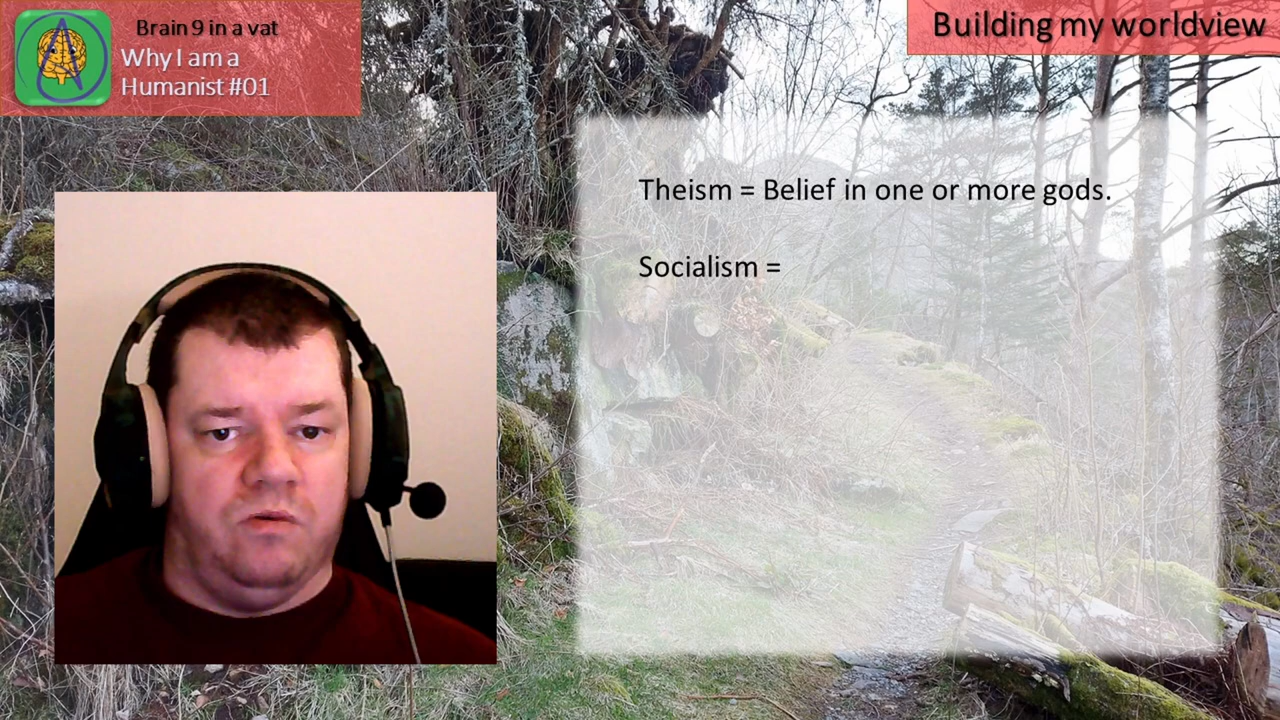 Brain 9 in a vat
Why I am a
Humanist #01
Building my worldview
Theism = Belief in one or more gods.
Socialism =